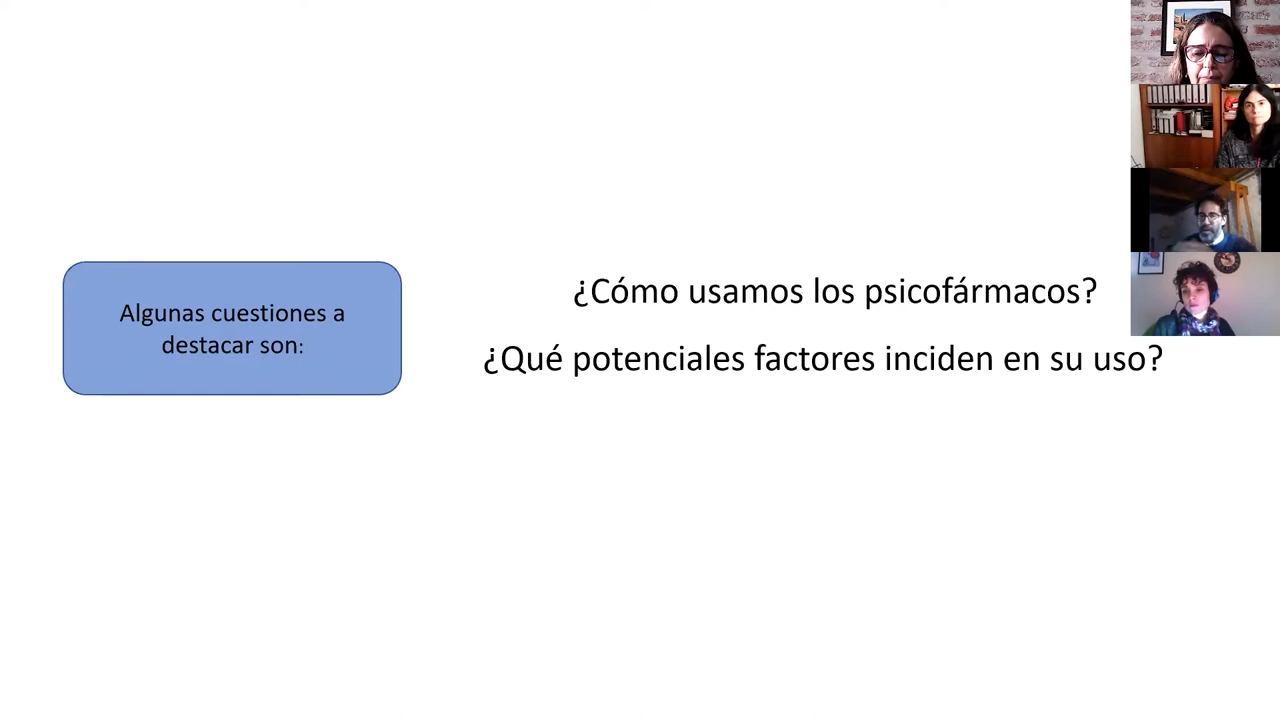 Algunas cuestiones a
destacar son:
¿Cómo usamos los psicofármacos?
¿Qué potenciales factores inciden en su uso?